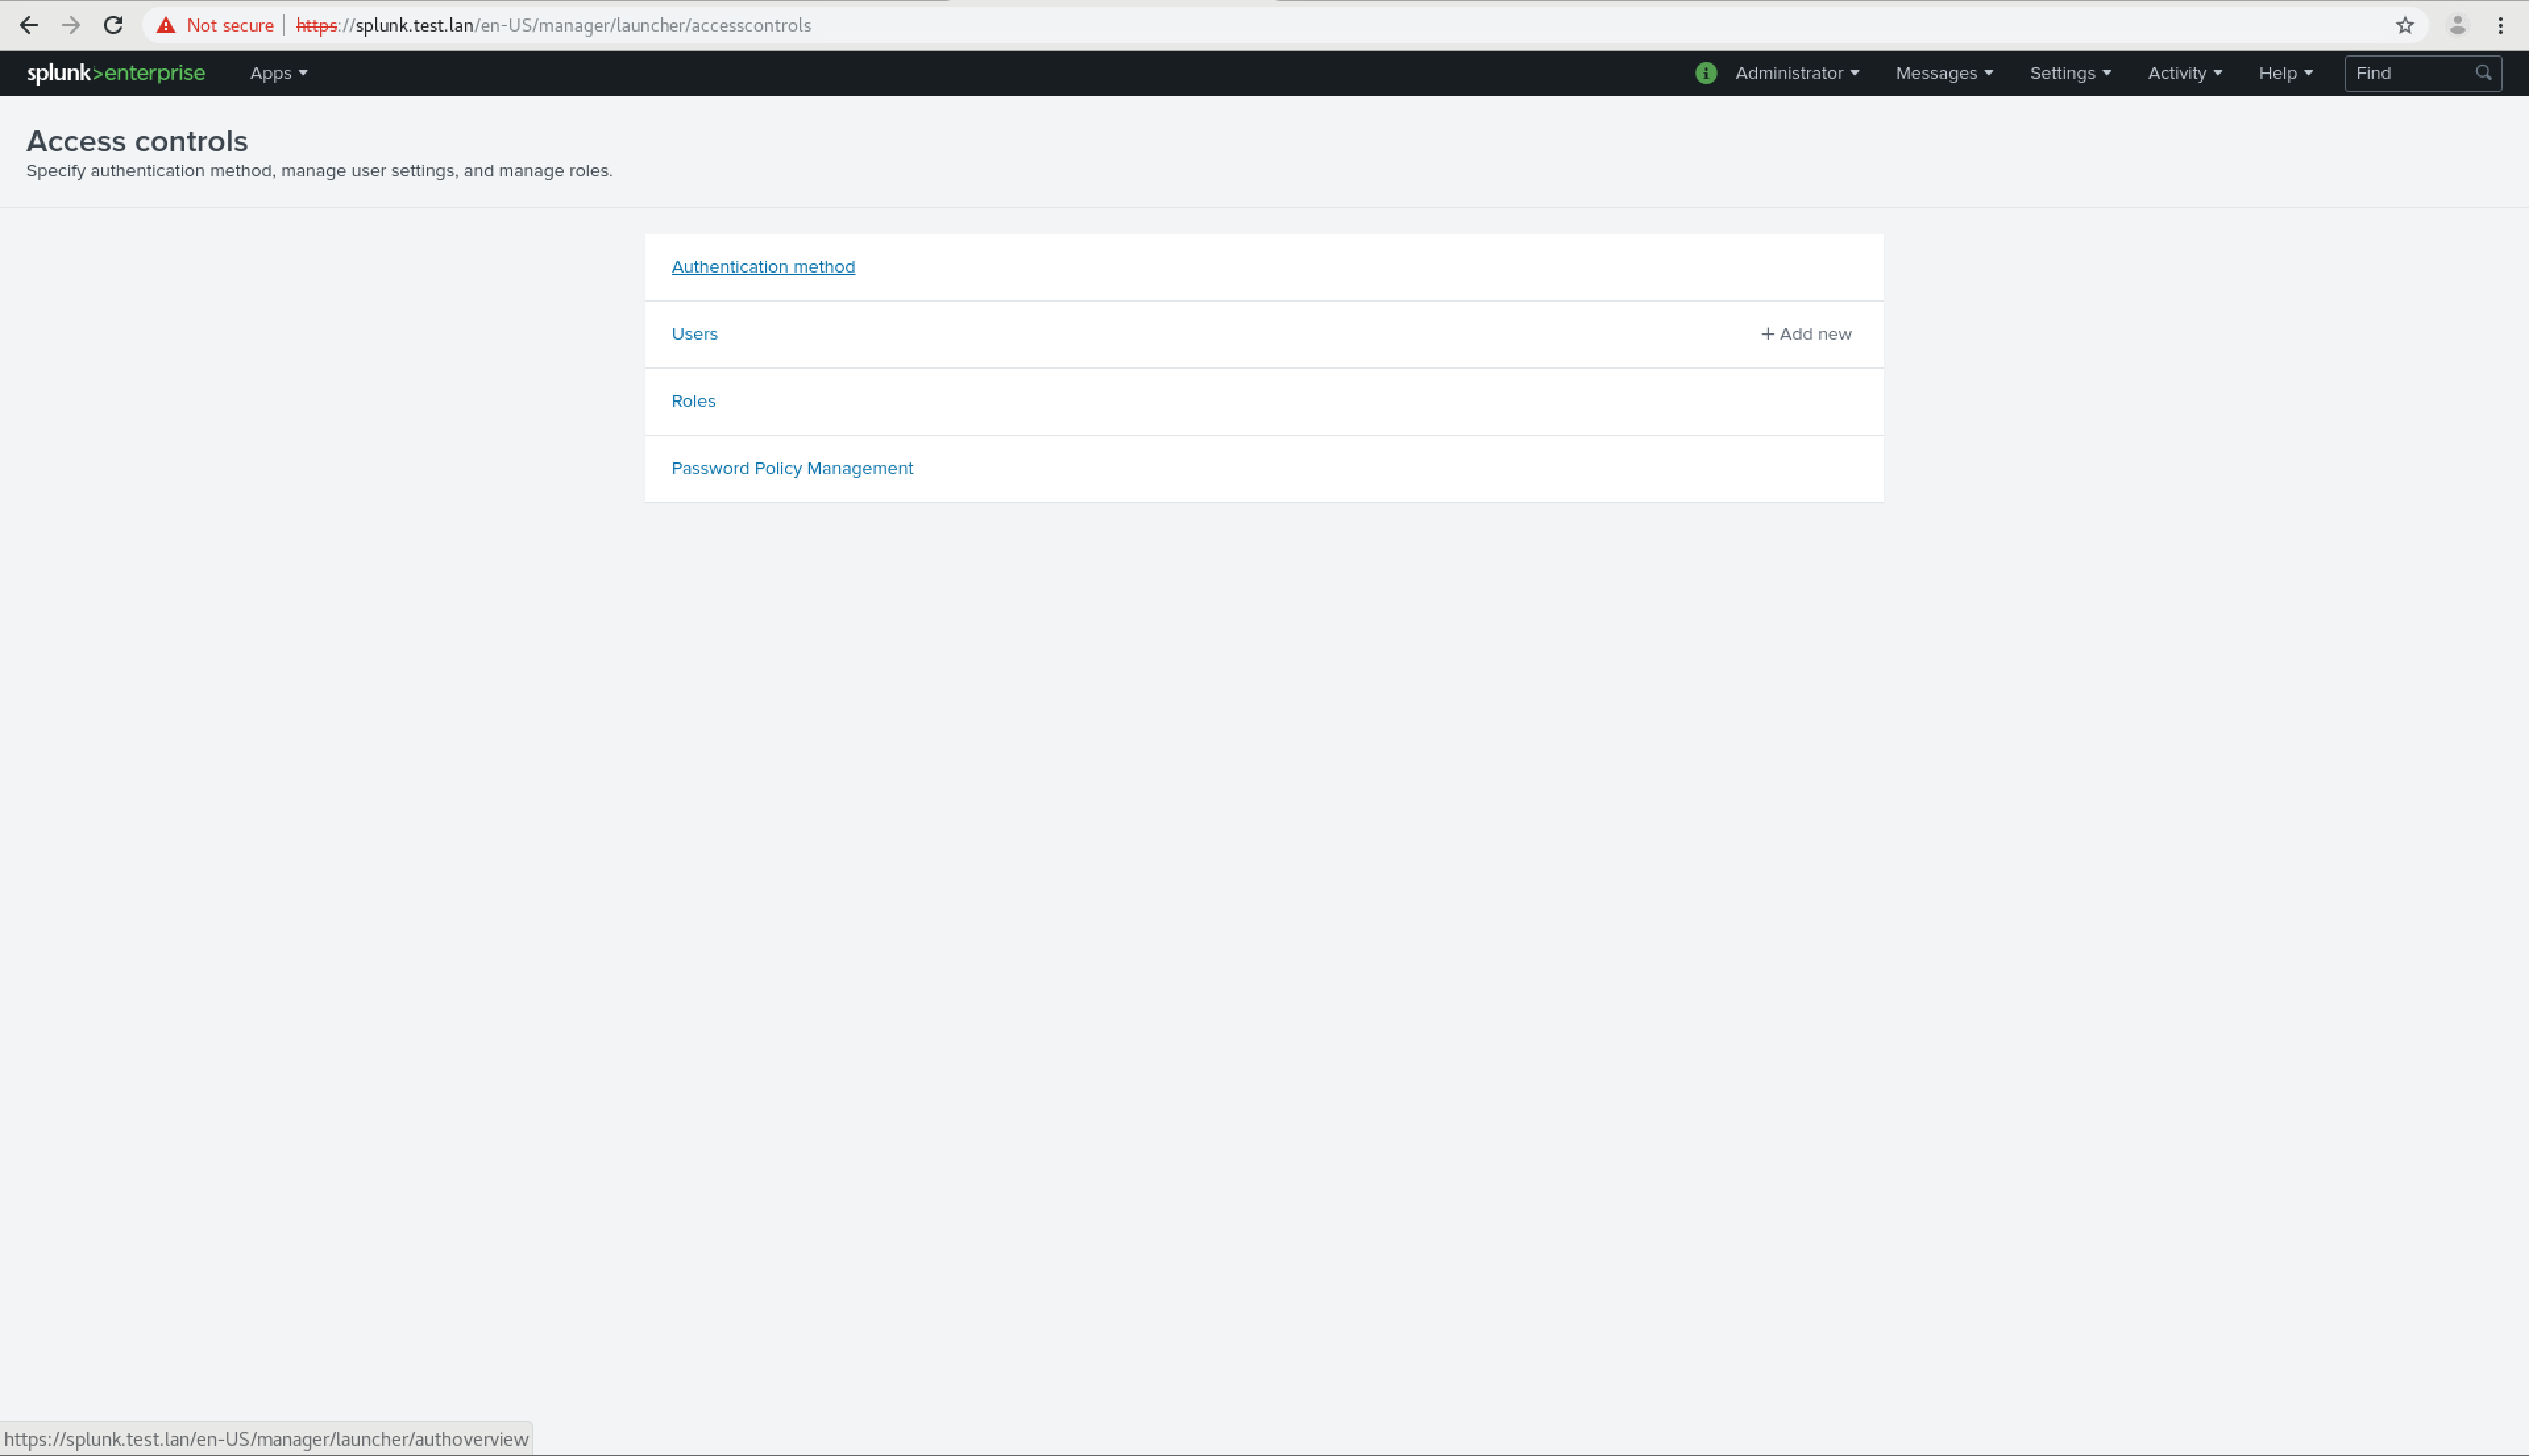 Not secure https://splunk.test.lan/en-US/manager/launcher/accesscontrols
splunk>enterprise Apps i Administrator Messages Settings Activity Help Find
Access controls
Specify authentication method, manage user settings, and manage roles.
Authentication method
Users + Add new
Roles
Password Policy Management
https://splunk.test.lan/en-US/manager/launcher/authoverview